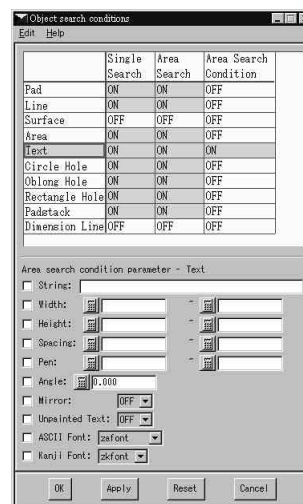 Object search conditions
Edit Help
Single Search Area Search Area Search Condition
Pad ON ON OFF
Line ON ON OFF
Surface OFF OFF OFF
Area ON ON OFF
Text ON ON ON
Circle Hole ON ON OFF
Oblong Hole ON ON OFF
Rectangle Hole ON ON OFF
Padstack ON ON OFF
Dimension Line OFF OFF OFF
Area search condition parameter - Text
String:
Width: -
Height: -
Spacing: -
Pen: -
Angle: 0.000
Mirror: OFF
Unpainted Text: OFF
ASCII Font: zafont
Kanji Font: zkfont
OK Apply Reset Cancel